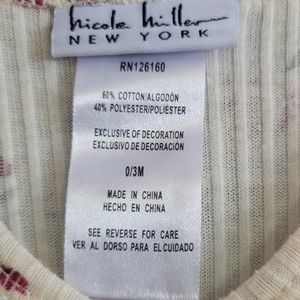 nicole miller
NEW YORK
RN126160
60% COTTON/ALGODÓN
40% POLYESTER/POLIÉSTER
EXCLUSIVE OF DECORATION
EXCLUSIVO DE DECORACIÓN
0/3M
MADE IN CHINA
HECHO EN CHINA
SEE REVERSE FOR CARE
VER AL DORSO PARA EL CUIDADO